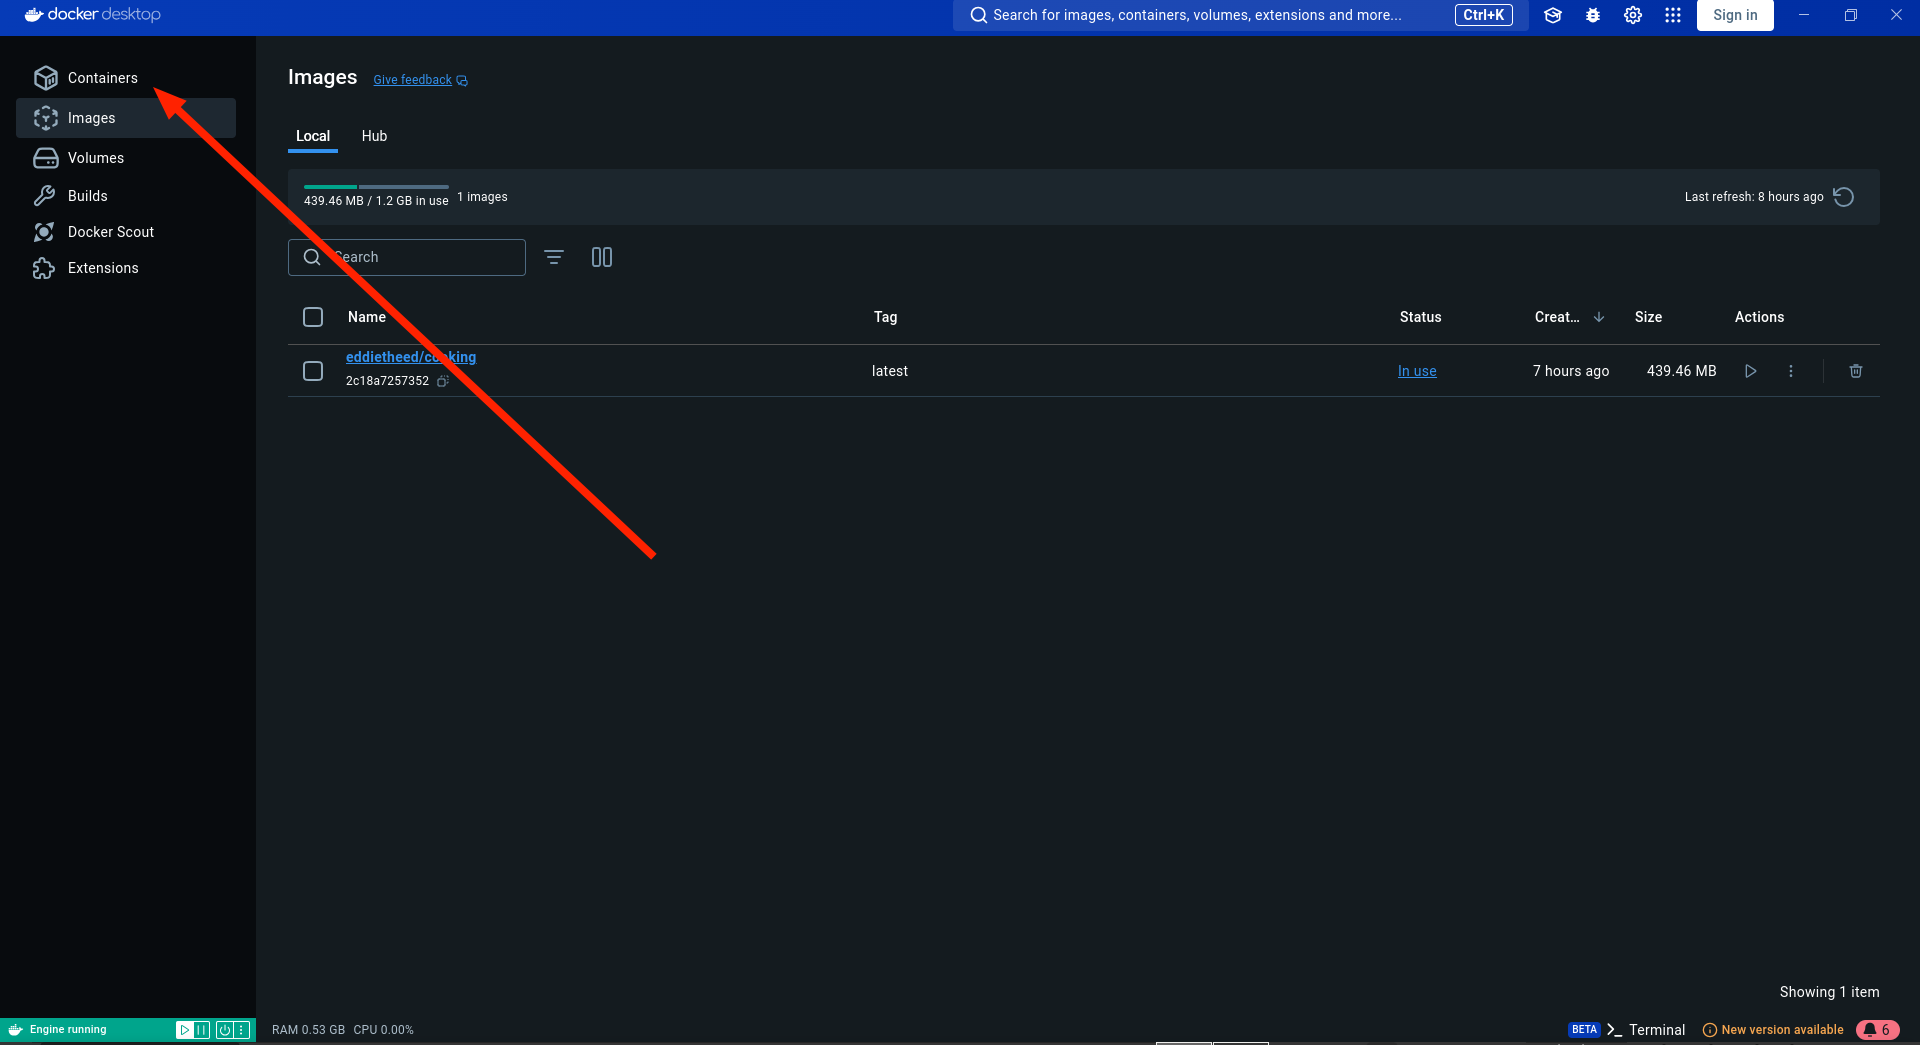 docker desktop
Search for images, containers, volumes, extensions and more...
Ctrl+K
Sign in
Containers
Images
Volumes
Builds
Docker Scout
Extensions
Images
Give feedback
Local
Hub
439.46 MB / 1.2 GB in use
1 images
Last refresh: 8 hours ago
Search
Name
Tag
Status
Creat...
Size
Actions
eddietheed/cooking
2c18a7257352
latest
In use
7 hours ago
439.46 MB
Showing 1 item
Engine running
RAM 0.53 GB CPU 0.00%
BETA
Terminal
New version available
6